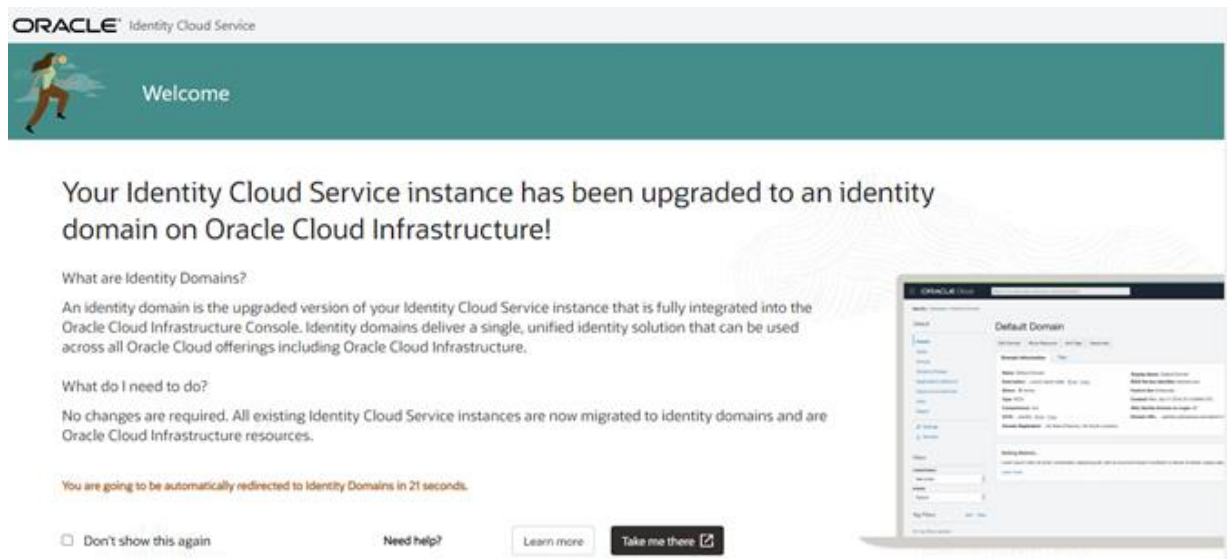 ORACLE Identity Cloud Service
Welcome
Your Identity Cloud Service instance has been upgraded to an identity
domain on Oracle Cloud Infrastructure!
What are Identity Domains?
An identity domain is the upgraded version of your Identity Cloud Service instance that is fully integrated into the
Oracle Cloud Infrastructure Console. Identity domains deliver a single, unified identity solution that can be used
across all Oracle Cloud offerings including Oracle Cloud Infrastructure.
What do I need to do?
No changes are required. All existing Identity Cloud Service instances are now migrated to identity domains and are
Oracle Cloud Infrastructure resources.
You are going to be automatically redirected to Identity Domains in 21 seconds.
Don't show this again
Need help?
Learn more
Take me there
ORACLE Cloud
Default Domain
Domain Information